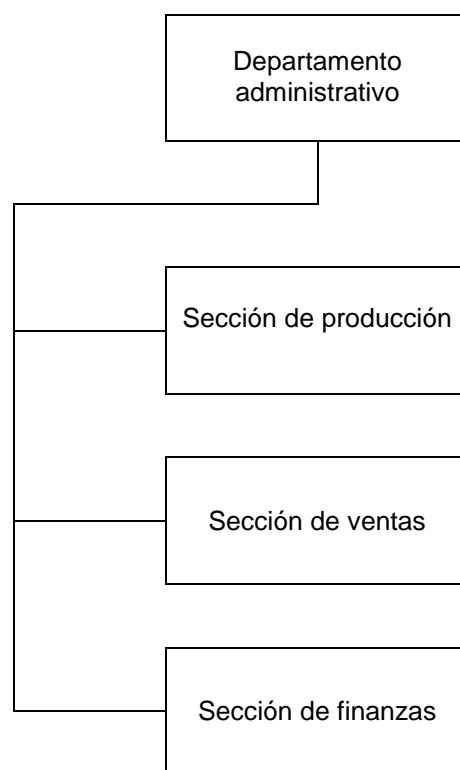 Departamento
administrativo
Sección de producción
Sección de ventas
Sección de finanzas